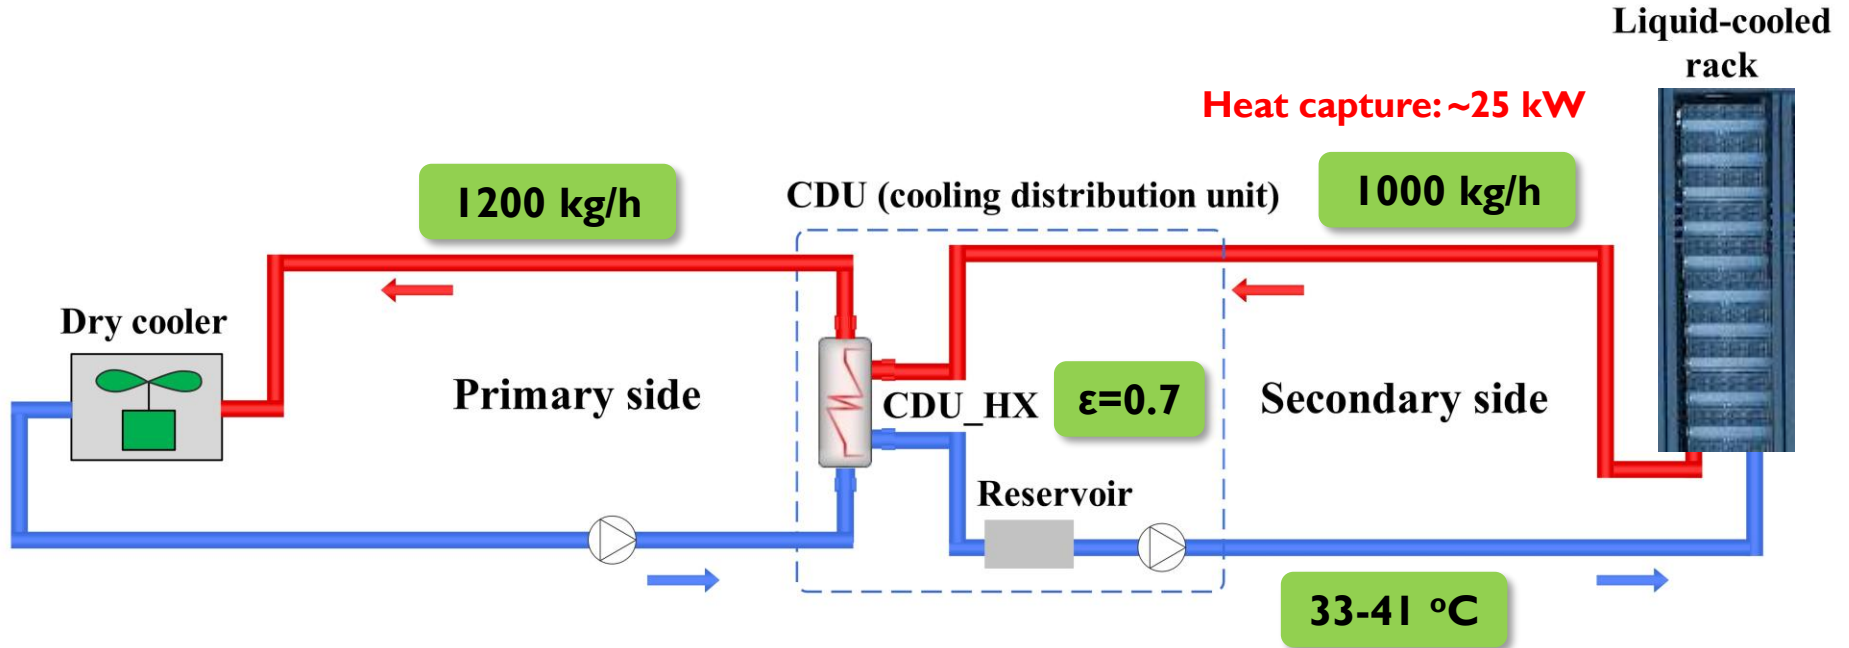 Liquid-cooled
rack
Heat capture: ~25 kW
1200 kg/h
CDU (cooling distribution unit)
1000 kg/h
Dry cooler
Primary side
CDU_HX
ε=0.7
Secondary side
Reservoir
33-41 °C